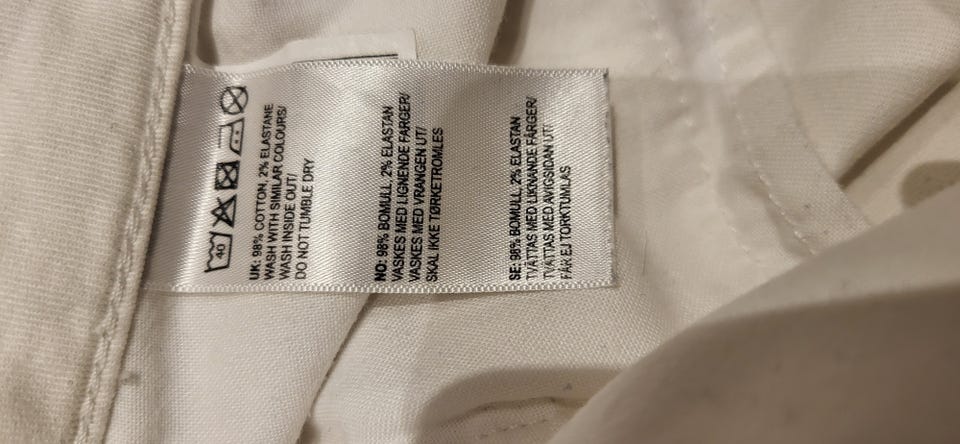 40
UK: 98% COTTON, 2% ELASTANE
WASH WITH SIMILAR COLOURS/
WASH INSIDE OUT/
DO NOT TUMBLE DRY
NO: 98% BOMULL, 2% ELASTAN
VASKES MED LIGNENDE FARGER/
VASKES MED VRANGEN UT/
SKAL IKKE TØRKETROMLES
SE: 98% BOMULL, 2% ELASTAN
TVÄTTAS MED LIKNANDE FÄRGER/
TVÄTTAS MED AVIGSIDAN UT/
FÅR EJ TORKTUMLAS